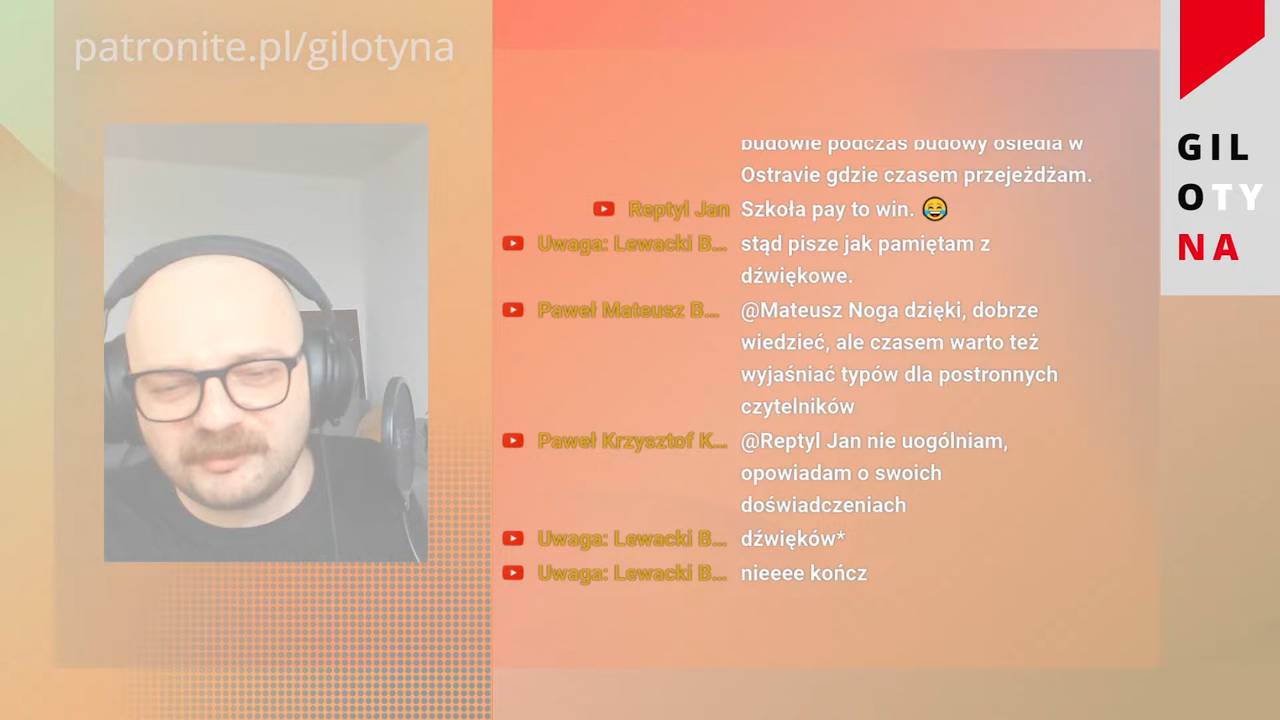 patronite.pl/gilotyna
budowie podczas budowy osiedla w
Ostravie gdzie czasem przejeżdżam.
Reptyl Jan Szkoła pay to win. 😂
Uwaga: Lewacki B... stąd pisze jak pamiętam z
dźwiękowe.
Paweł Mateusz B... @Mateusz Noga dzięki, dobrze
wiedzieć, ale czasem warto też
wyjaśniać typów dla postronnych
czytelników
Paweł Krzysztof K... @Reptyl Jan nie uogólniam,
opowiadam o swoich
doświadczeniach
Uwaga: Lewacki B... dźwięków*
Uwaga: Lewacki B... nieeee kończ
GIL
OTY
NA